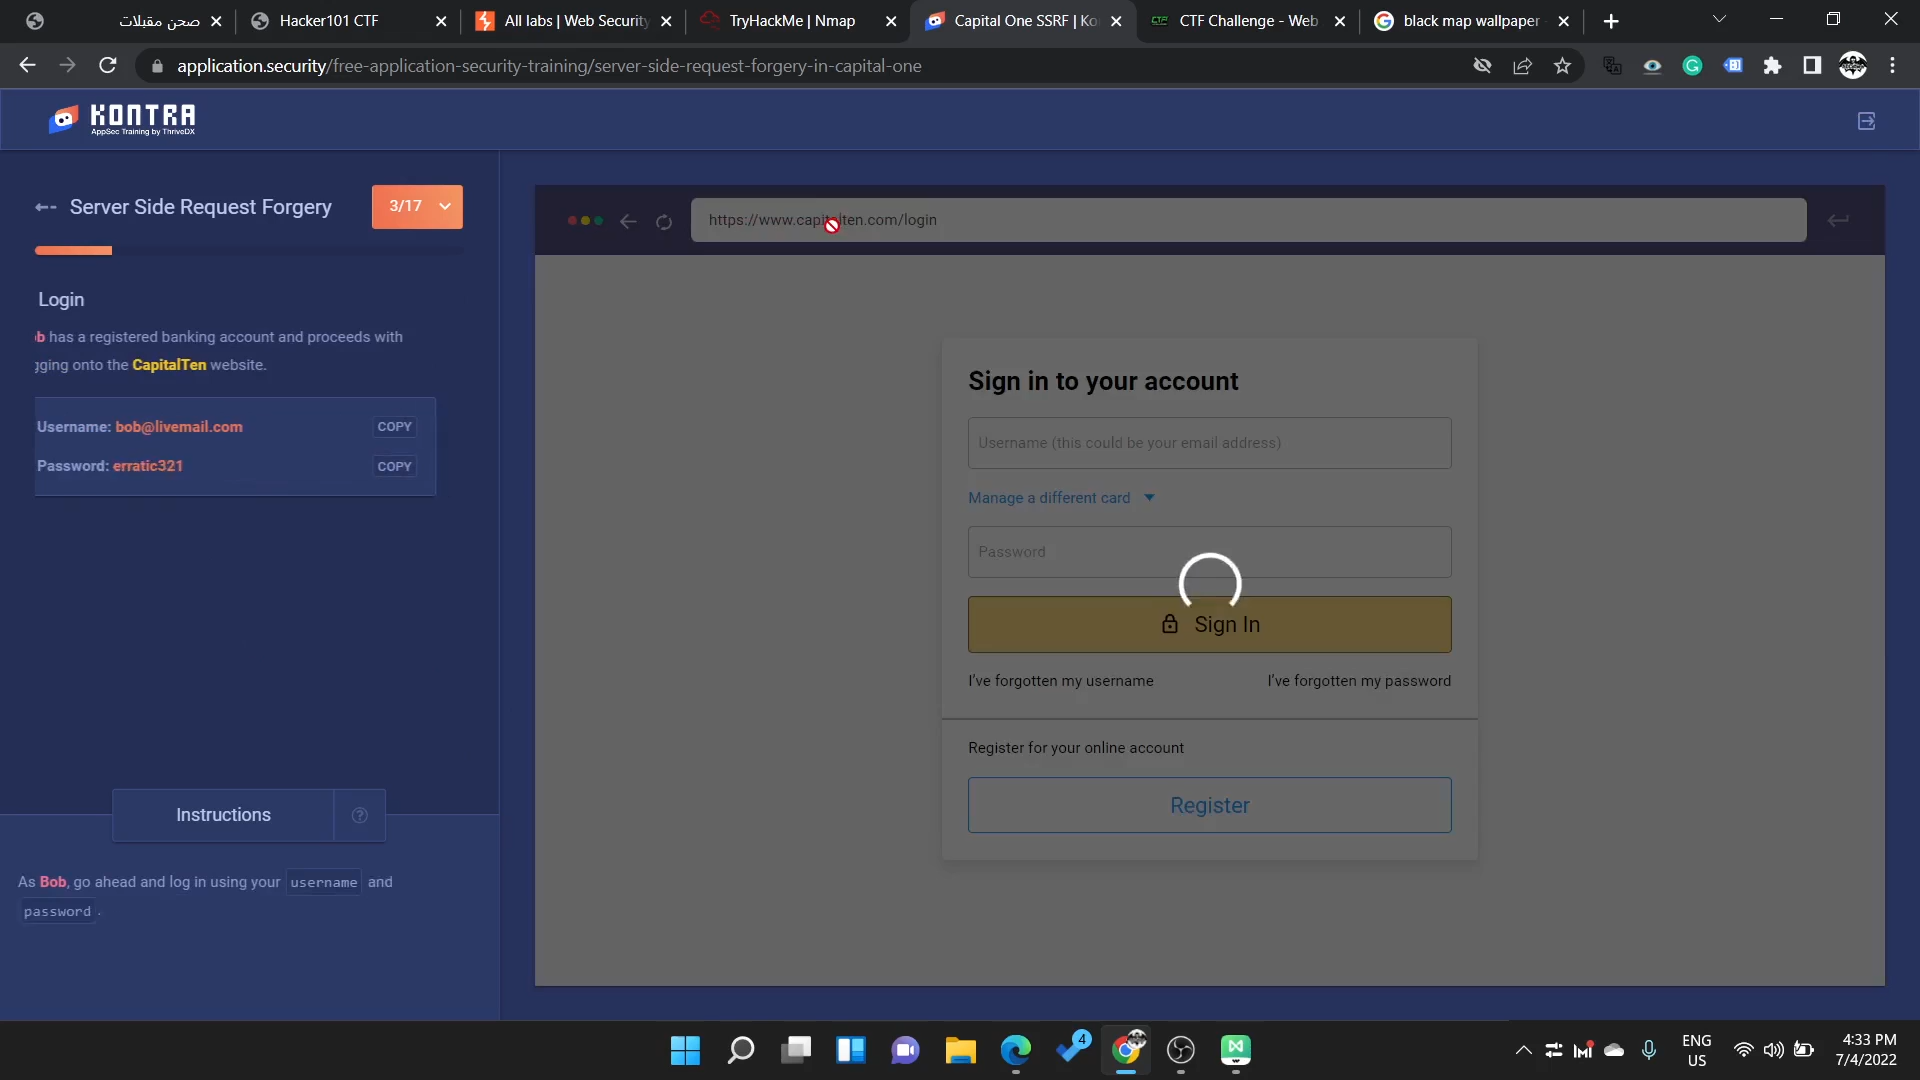 صحن مقبلات
Hacker101 CTF
All labs | Web Security
TryHackMe | Nmap
Capital One SSRF | Ko
CTF Challenge - Web
black map wallpaper
application.security/free-application-security-training/server-side-request-forgery-in-capital-one
KONTRA
AppSec Training by ThriveDX
Server Side Request Forgery
3/17
https://www.capitalten.com/login
Login
b has a registered banking account and proceeds with
gging onto the CapitalTen website.
Username: bob@livemail.com
COPY
Password: erratic321
COPY
Sign in to your account
Username (this could be your email address)
Manage a different card
Password
Sign In
I've forgotten my username
I've forgotten my password
Register for your online account
Register
Instructions
As Bob, go ahead and log in using your username and
password .
4
ENG
US
4:33 PM
7/4/2022